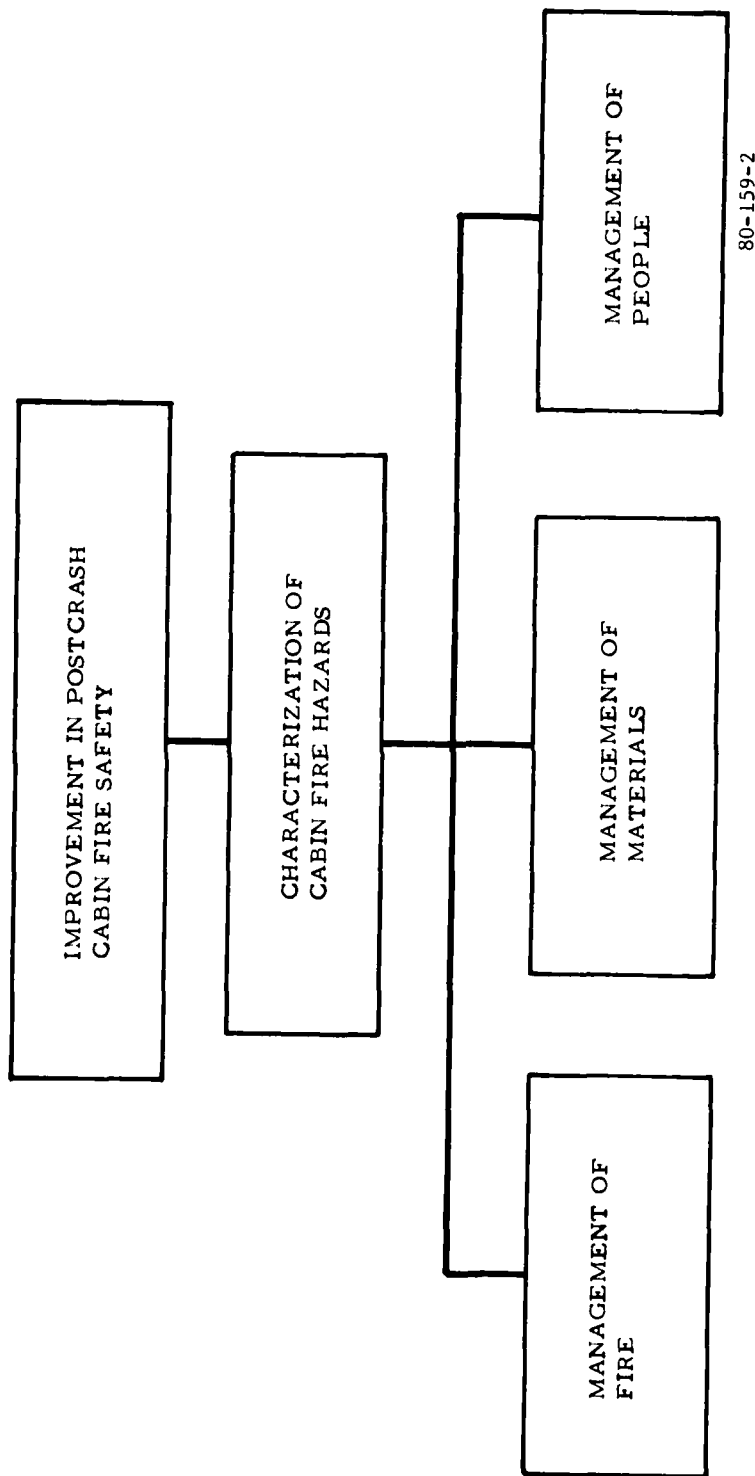 IMPROVEMENT IN POSTCRASH
CABIN FIRE SAFETY
CHARACTERIZATION OF
CABIN FIRE HAZARDS
MANAGEMENT OF
FIRE
MANAGEMENT OF
MATERIALS
MANAGEMENT OF
PEOPLE
80-159-2